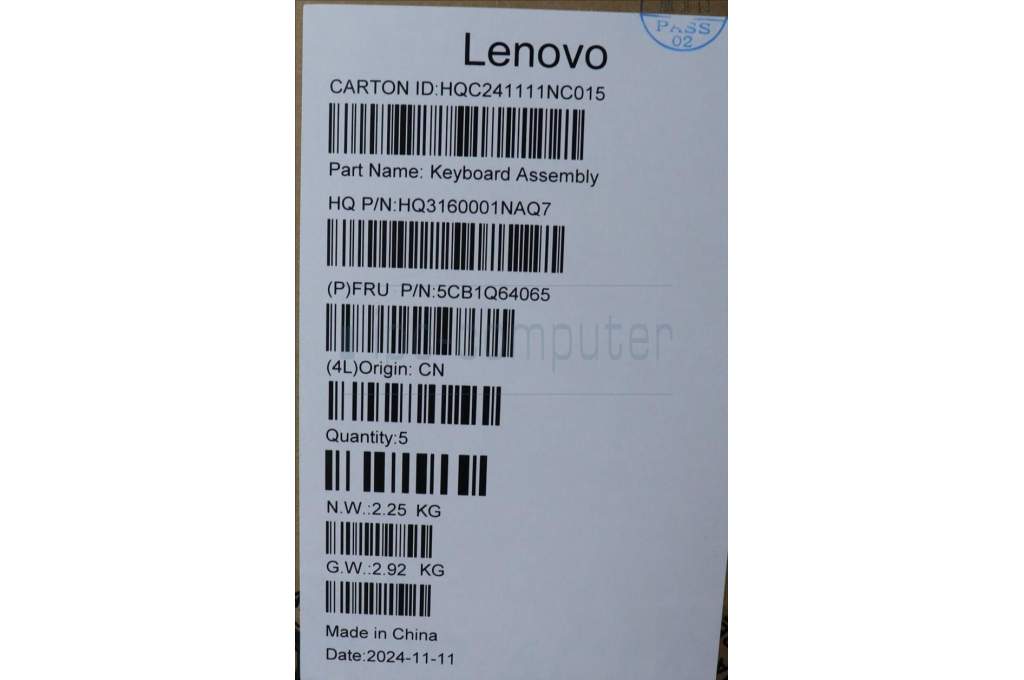 PASS
02
Lenovo
CARTON ID:HQC241111NC015
Part Name: Keyboard Assembly
HQ P/N:HQ3160001NAQ7
(P)FRU P/N:5CB1Q64065
computer
(4L)Origin: CN
Quantity:5
N.W.:2.25 KG
G.W.:2.92 KG
Made in China
Date:2024-11-11